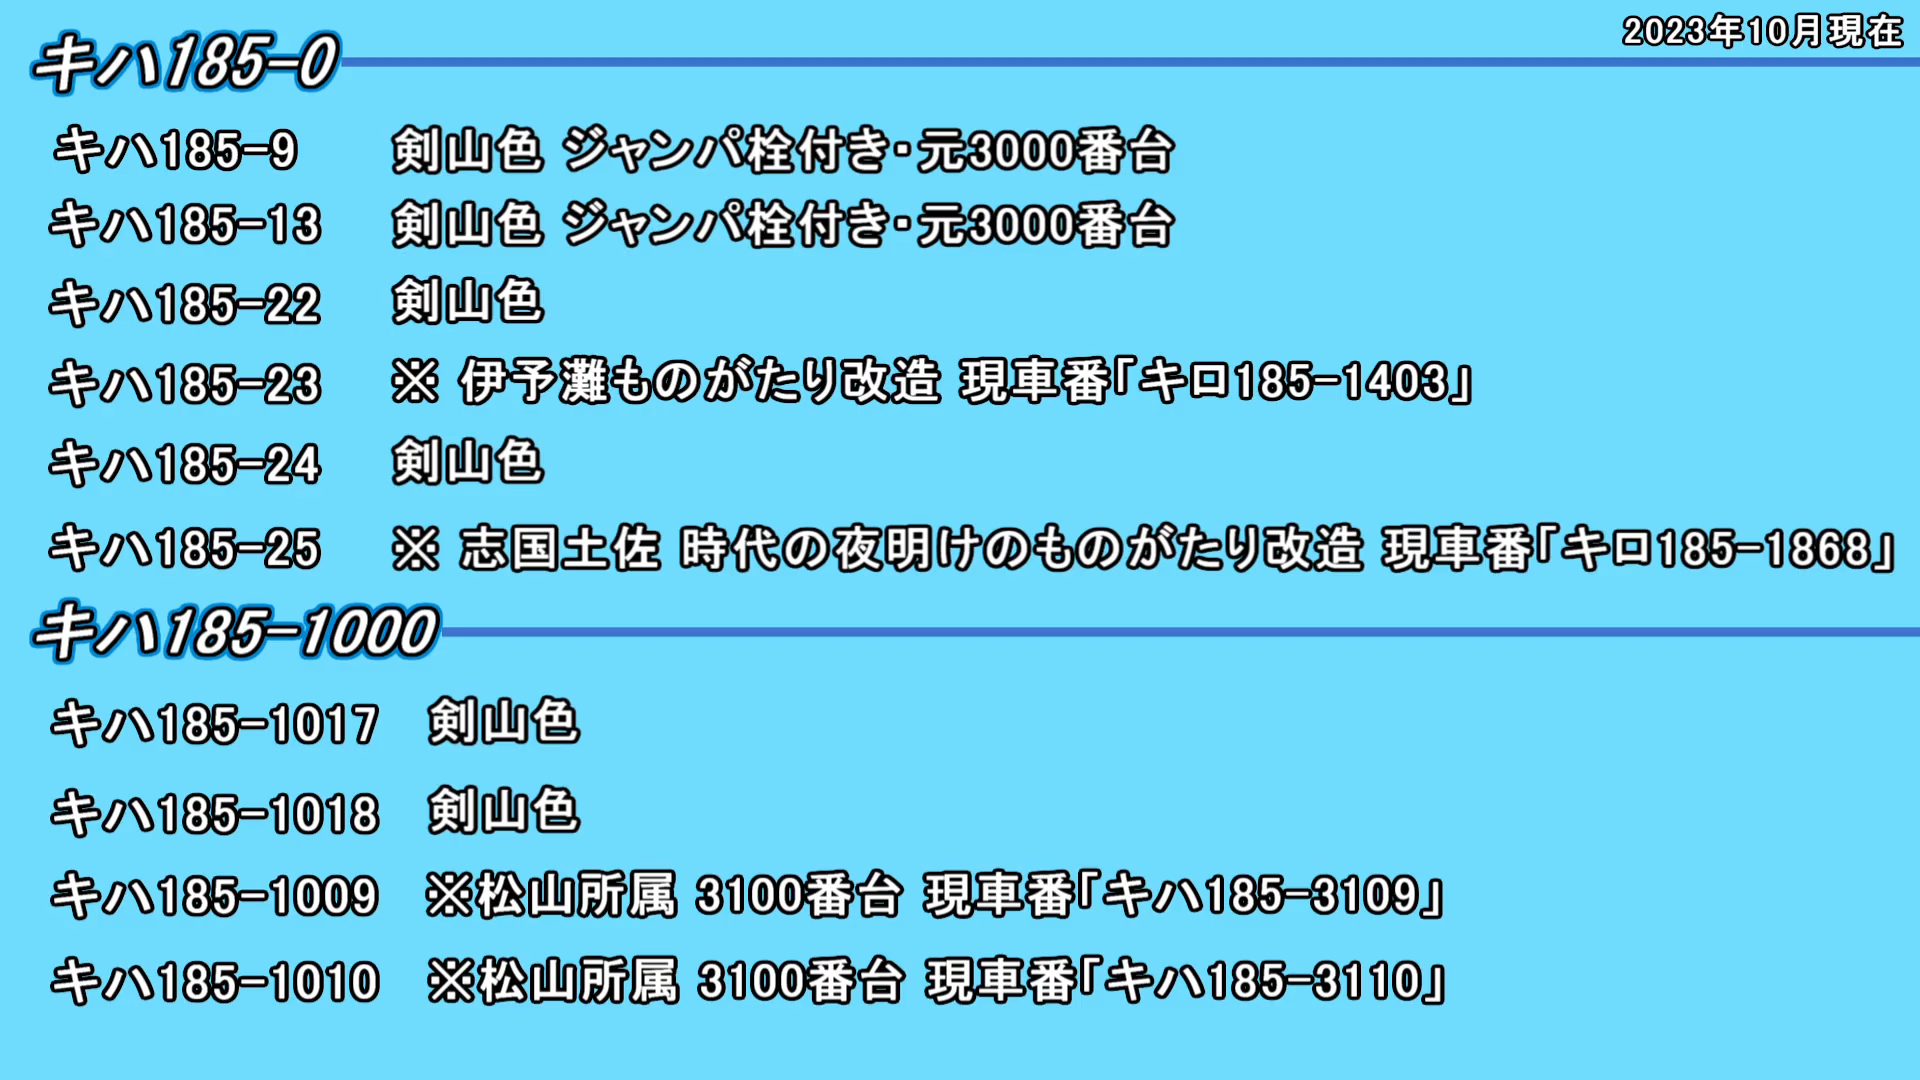 2023年10月現在
キハ185-0
キハ185-9 剣山色 ジャンパ栓付き・元3000番台
キハ185-13 剣山色 ジャンパ栓付き・元3000番台
キハ185-22 剣山色
キハ185-23 ※ 伊予灘ものがたり改造 現車番「キロ185-1403」
キハ185-24 剣山色
キハ185-25 ※ 志国土佐 時代の夜明けのものがたり改造 現車番「キロ185-1868」
キハ185-1000
キハ185-1017 剣山色
キハ185-1018 剣山色
キハ185-1009 ※松山所属 3100番台 現車番「キハ185-3109」
キハ185-1010 ※松山所属 3100番台 現車番「キハ185-3110」